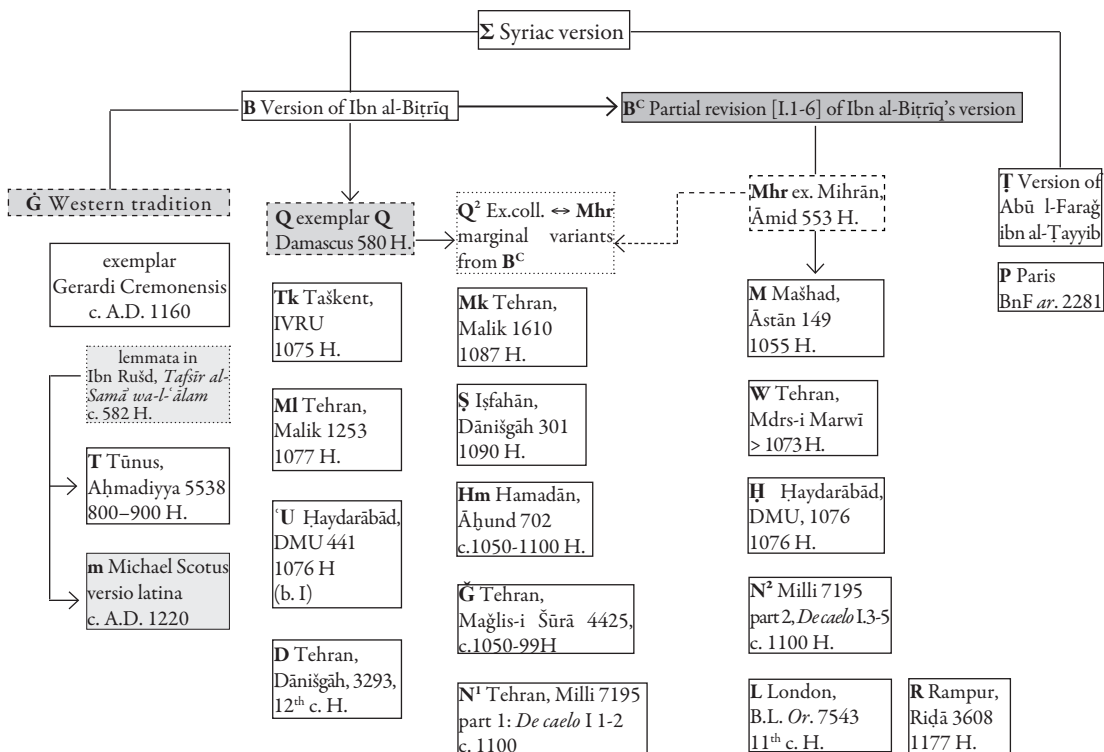 Σ Syriac version
B Version of Ibn al-Biṭrīq
Bᶜ Partial revision [I.1-6] of Ibn al-Biṭrīq's version
Ġ Western tradition
exemplar
Gerardi Cremonensis
c. A.D. 1160
lemmata in
Ibn Rušd, Tafsīr al-
Samāʾ wa-l-ʿālam
c. 582 H.
T Tūnus,
Aḥmadiyya 5538
800–900 H.
m Michael Scotus
versio latina
c. A.D. 1220
Q exemplar Q
Damascus 580 H.
Tk Taškent,
IVRU
1075 H.
Ml Tehran,
Malik 1253
1077 H.
ʿU Ḥaydarābād,
DMU 441
1076 H
(b. I)
D Tehran,
Dānišgāh, 3293,
12ᵗʰ c. H.
Q² Ex.coll. ↔ Mhr
marginal variants
from Bᶜ
Mk Tehran,
Malik 1610
1087 H.
Ṣ Iṣfahān,
Dānišgāh 301
1090 H.
Hm Hamadān,
Āḫund 702
c.1050-1100 H.
Ǧ Tehran,
Maǧlis-i Šūrā 4425,
c.1050-99H
N¹ Tehran, Milli 7195
part 1: De caelo I 1-2
c. 1100
Mhr ex. Mihrān,
Āmid 553 H.
M Mašhad,
Āstān 149
1055 H.
W Tehran,
Mdrs-i Marwī
> 1073 H.
Ḥ Ḥaydarābād,
DMU, 1076
1076 H.
N² Milli 7195
part 2, De caelo I.3-5
c. 1100 H.
L London,
B.L. Or. 7543
11ᵗʰ c. H.
R Rampur,
Riḍā 3608
1177 H.
Ṭ Version of
Abū l-Faraǧ
ibn al-Ṭayyib
P Paris
BnF ar. 2281